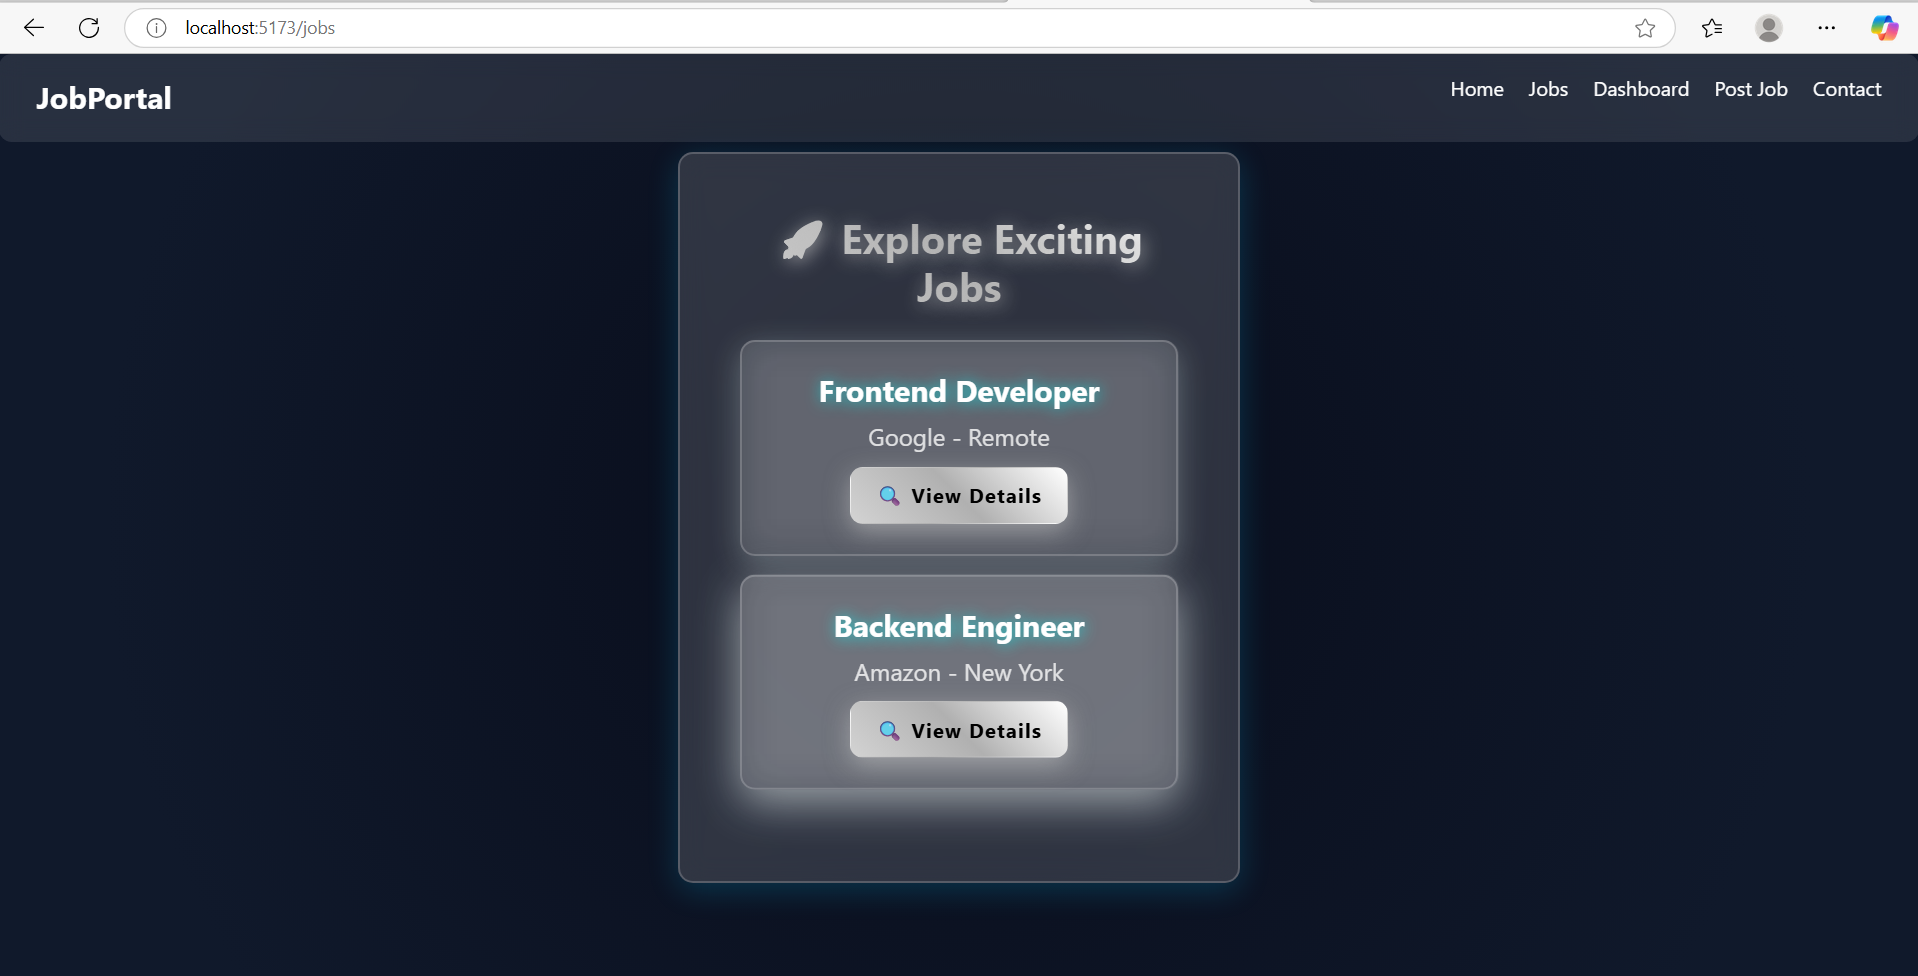 localhost:5173/jobs
JobPortal
Home Jobs Dashboard Post Job Contact
🚀 Explore Exciting
Jobs
Frontend Developer
Google - Remote
🔍 View Details
Backend Engineer
Amazon - New York
🔍 View Details